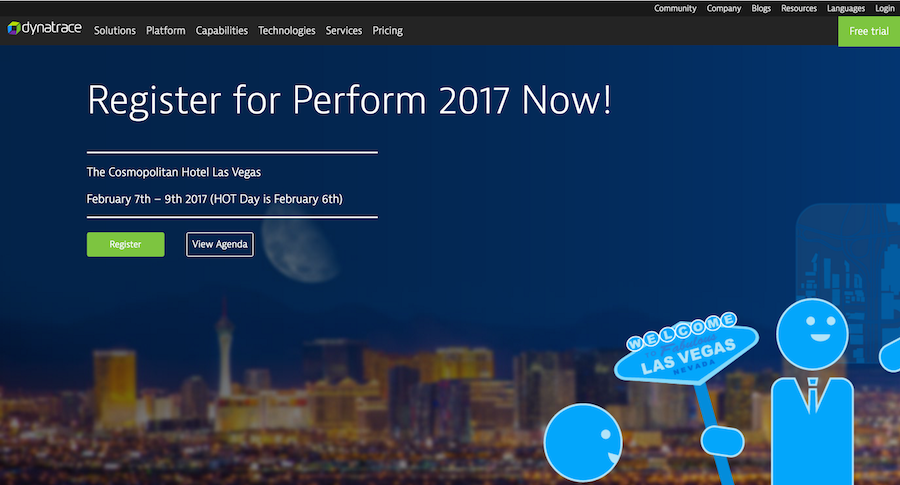 Community Company Blogs Resources Languages Login
dynatrace Solutions Platform Capabilities Technologies Services Pricing Free trial
Register for Perform 2017 Now!
The Cosmopolitan Hotel Las Vegas
February 7th – 9th 2017 (HOT Day is February 6th)
Register View Agenda
WELCOME
TO Fabulous
LAS VEGAS
NEVADA